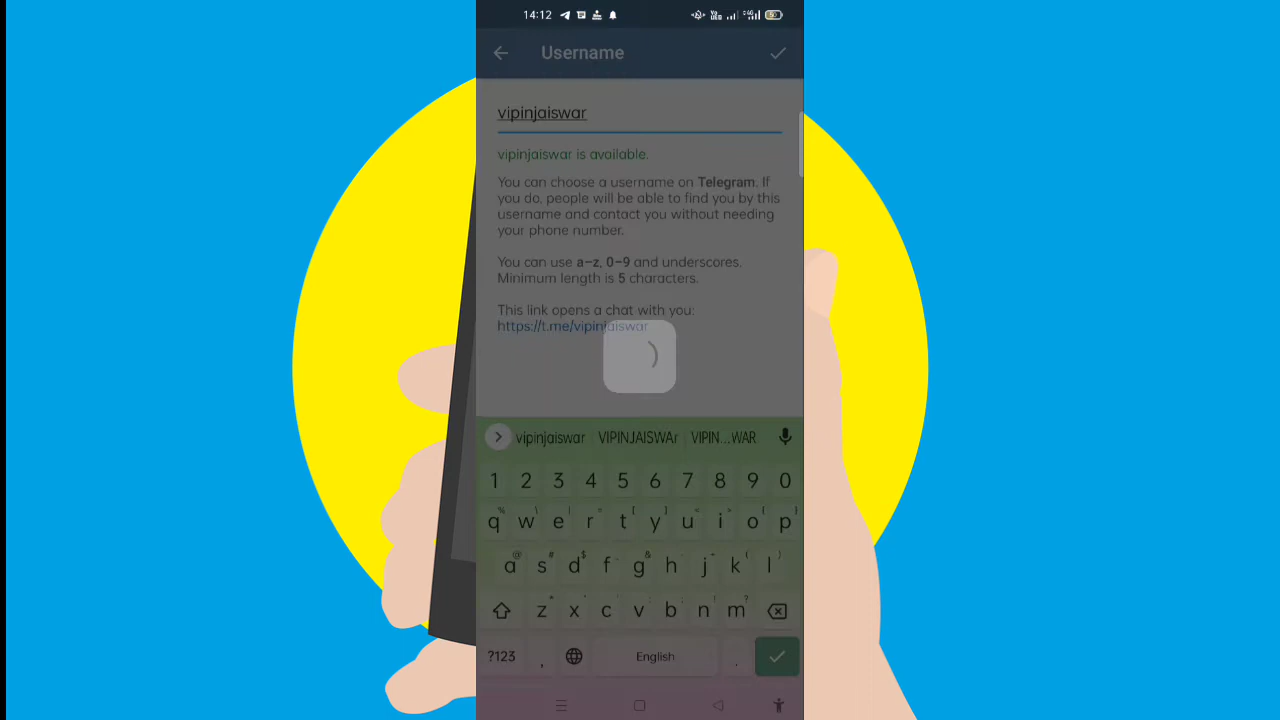 14:12
Username
vipinjaiswar
vipinjaiswar is available.
You can choose a username on Telegram. If
you do, people will be able to find you by this
username and contact you without needing
your phone number.
You can use a–z, 0–9 and underscores.
Minimum length is 5 characters.
This link opens a chat with you:
https://t.me/vipinjaiswar
vipinjaiswar VIPINJAISWAr VIPIN...WAR
1 2 3 4 5 6 7 8 9 0
q w e r t y u i o p
a s d f g h j k l
z x c v b n m
?123 , English .